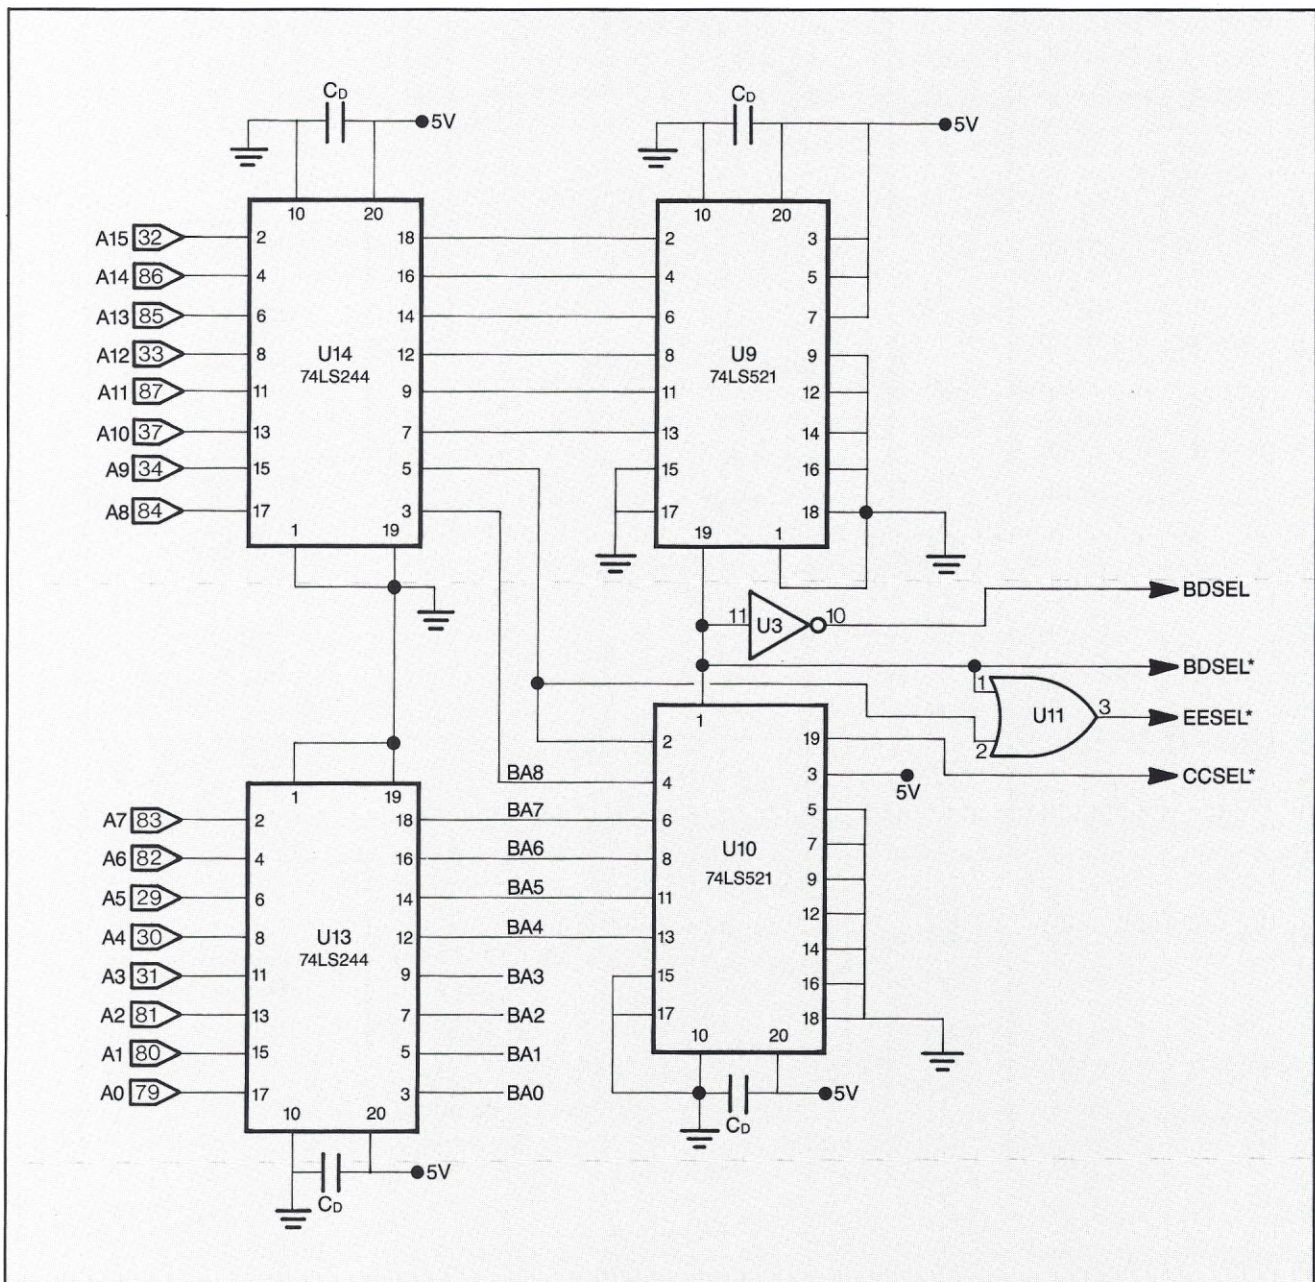 CD
5V
CD
5V
10 20
10 20
A15 32 2 18 2 3
A14 86 4 16 4 5
A13 85 6 14 6 7
A12 33 8 U14 12 8 U9 9
74LS244 74LS521
A11 87 11 9 11 12
A10 37 13 7 13 14
A9 34 15 5 15 16
A8 84 17 3 17 18
1 19
19 1
BDSEL
11 U3 10
BDSEL*
1
1 U11 3 EESEL*
2
2 19
BA8 4 3 5V CCSEL*
1 19
A7 83 2 18 BA7 6 5
A6 82 4 16 BA6 8 U10 7
74LS521
A5 29 6 14 BA5 11 9
A4 30 8 U13 12 BA4 13 12
74LS244
14
A3 31 11 9 BA3 15 16
A2 81 13 7 BA2 17 18
10 20
A1 80 15 5 BA1
A0 79 17 3 BA0
CD
5V
10 20
5V
CD